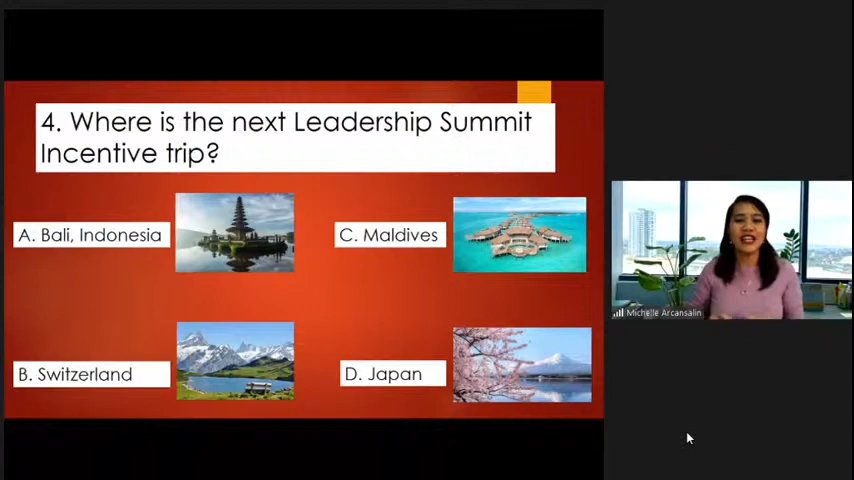 4. Where is the next Leadership Summit
Incentive trip?
A. Bali, Indonesia
C. Maldives
B. Switzerland
D. Japan
Michelle Arcansalin